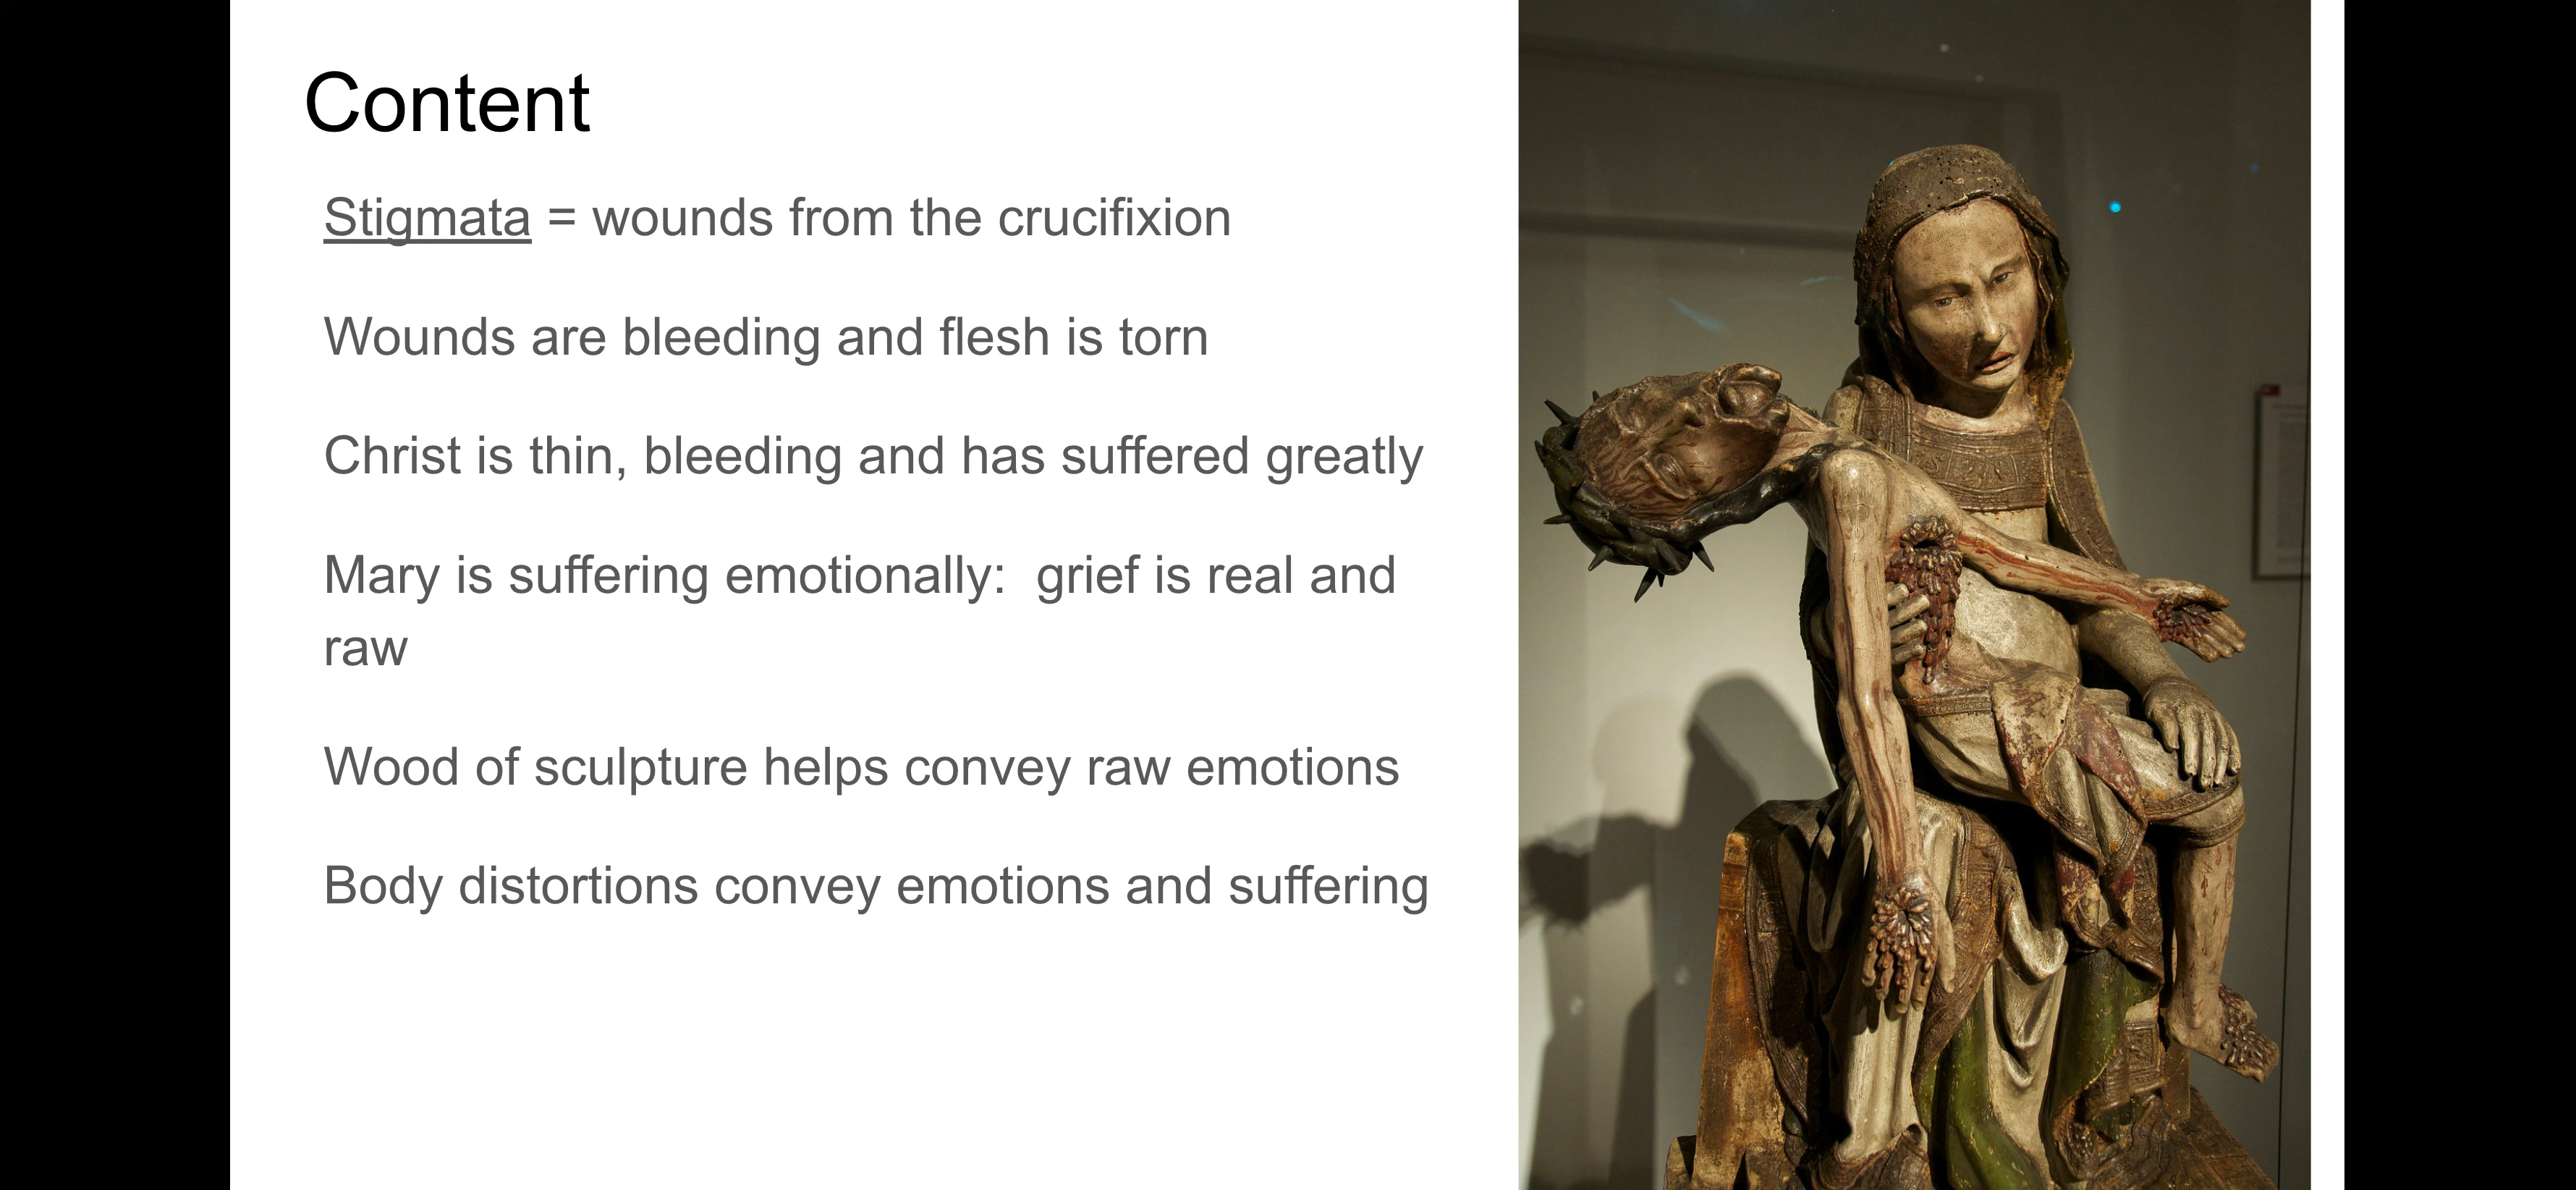 Content
Stigmata = wounds from the crucifixion
Wounds are bleeding and flesh is torn
Christ is thin, bleeding and has suffered greatly
Mary is suffering emotionally:  grief is real and
raw
Wood of sculpture helps convey raw emotions
Body distortions convey emotions and suffering